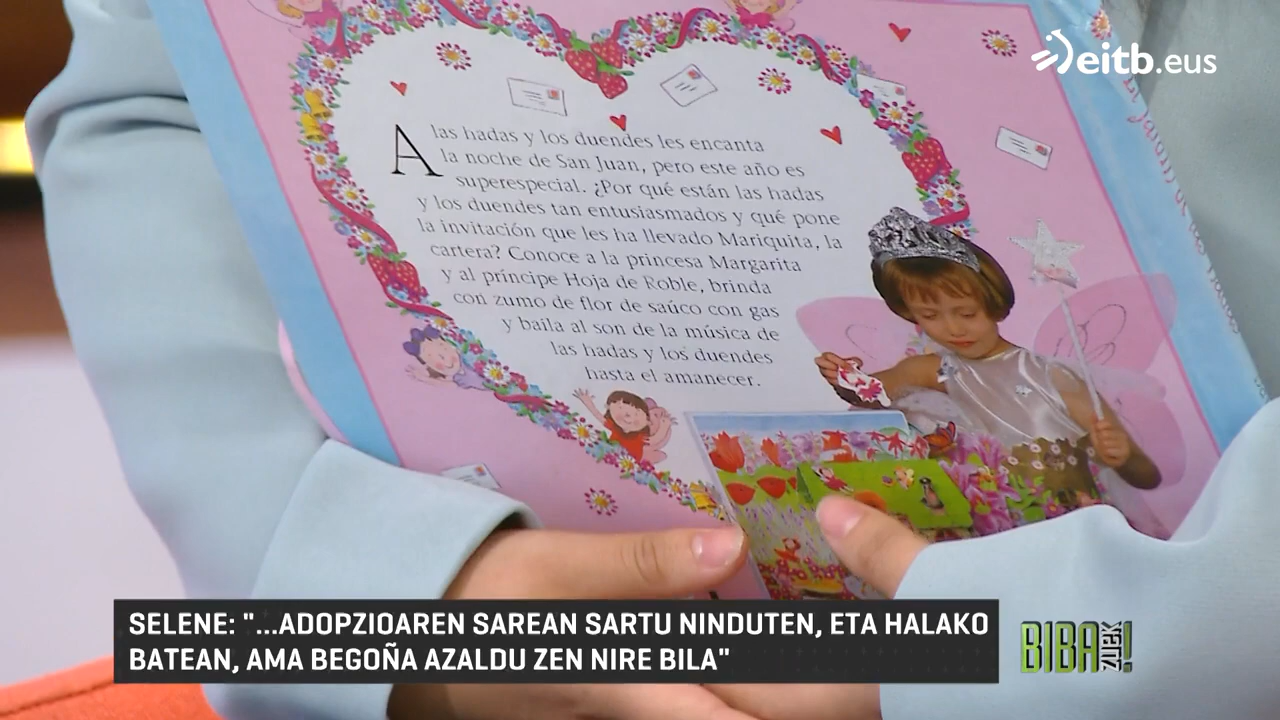 eitb.eus
A las hadas y los duendes les encanta
la noche de San Juan, pero este año es
superespecial. ¿Por qué están las hadas
y los duendes tan entusiasmados y qué pone
la invitación que les ha llevado Mariquita, la
cartera? Conoce a la princesa Margarita
y al príncipe Hoja de Roble, brinda
con zumo de flor de saúco con gas
y baila al son de la música de
las hadas y los duendes
hasta el amanecer.
SELENE: "...ADOPZIOAREN SAREAN SARTU NINDUTEN, ETA HALAKO
BATEAN, AMA BEGOÑA AZALDU ZEN NIRE BILA"
BIBA ZUEK!